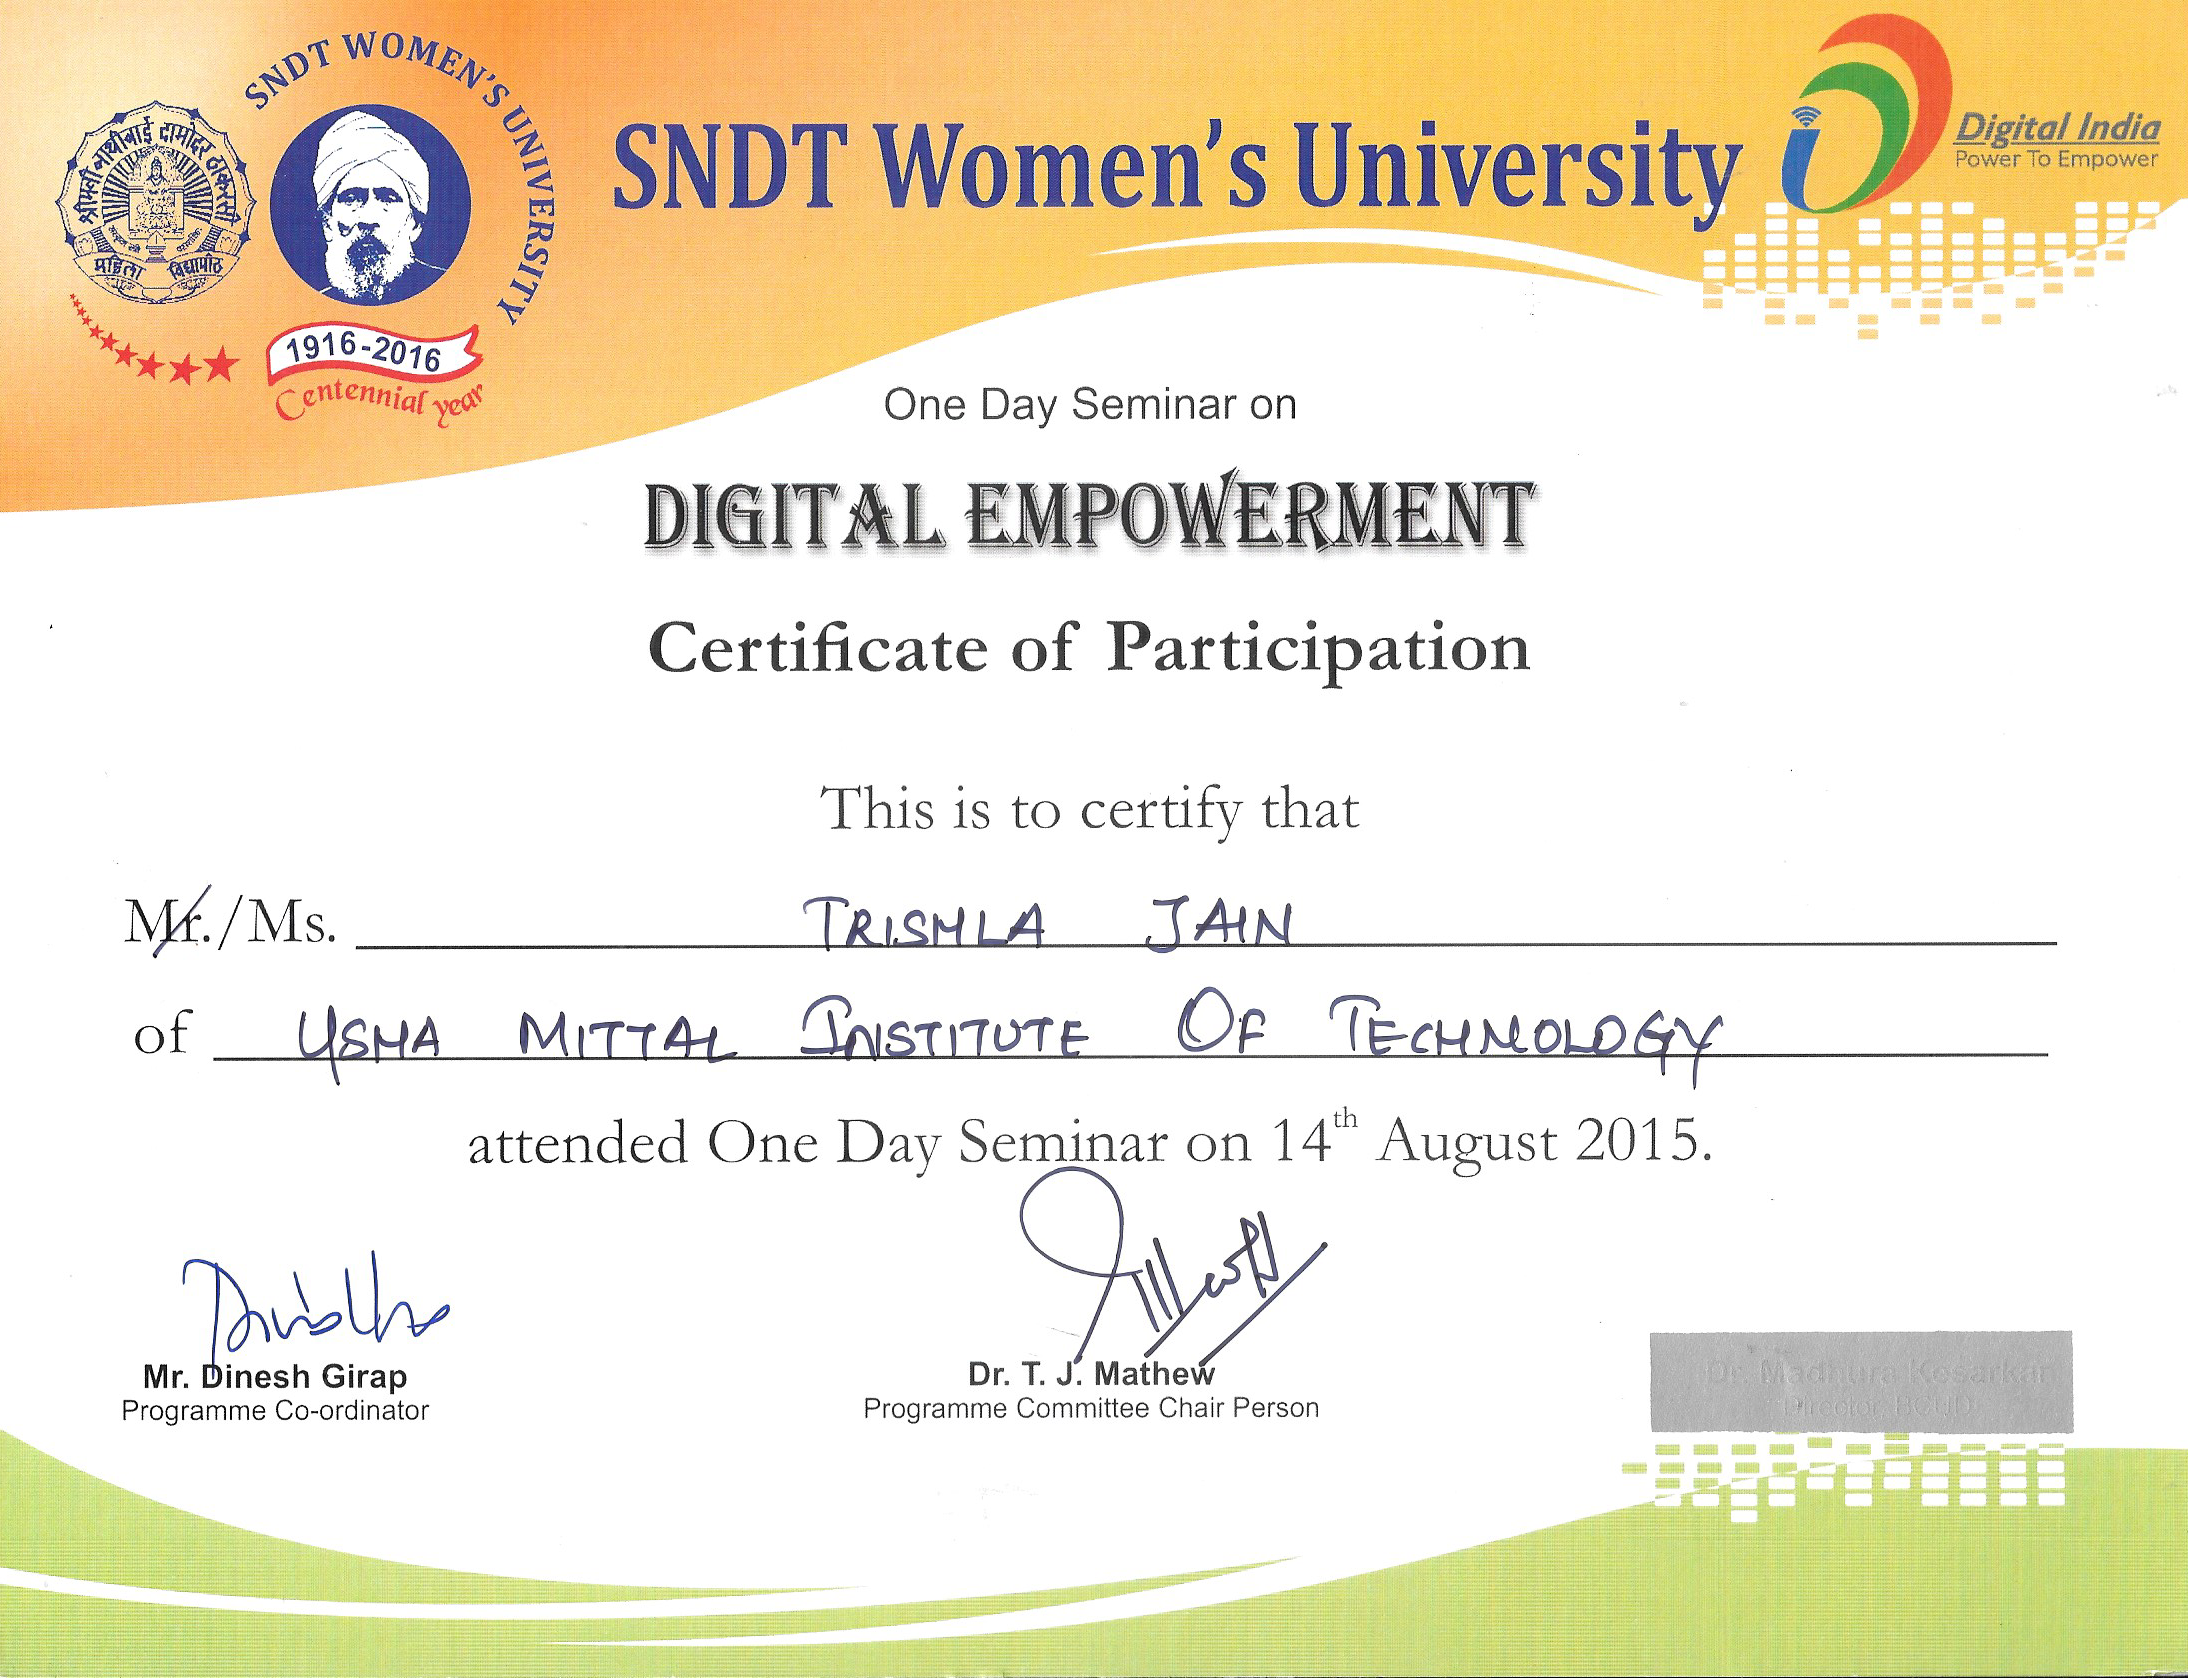 SNDT WOMEN'S UNIVERSITY
श्रीमती नाथीबाई दामोदर ठाकरसी
महिला विद्यापीठ
1916-2016
Centennial year
SNDT Women's University
Digital India
Power To Empower
One Day Seminar on
DIGITAL EMPOWERMENT
Certificate of Participation
This is to certify that
Mr./Ms. TRISHLA JAIN
of USHA MITTAL INSTITUTE OF TECHNOLOGY
attended One Day Seminar on 14th August 2015.
Mr. Dinesh Girap
Programme Co-ordinator
Dr. T. J. Mathew
Programme Committee Chair Person
Dr. Madhura Kesarkar
Director,